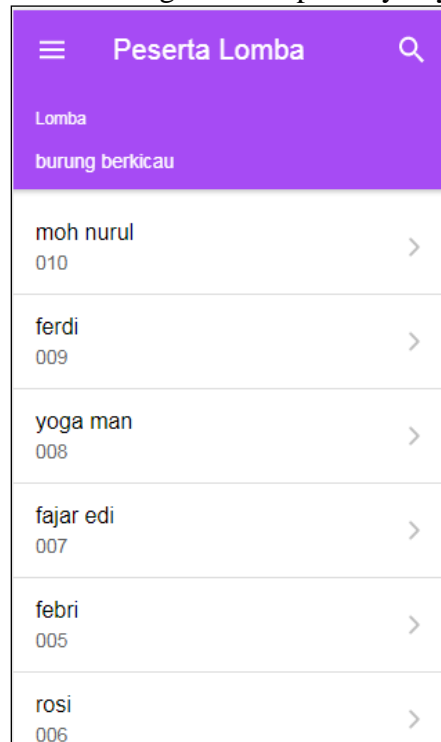 Peserta Lomba
Lomba
burung berkicau
moh nurul
010
ferdi
009
yoga man
008
fajar edi
007
febri
005
rosi
006